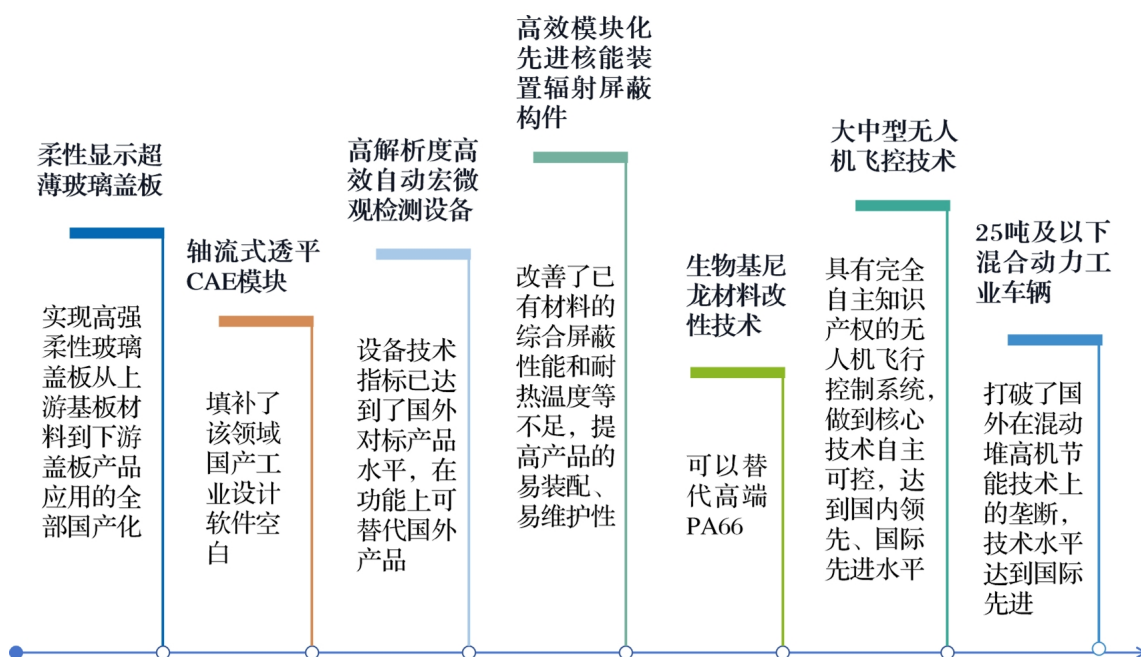 柔性显示超
薄玻璃盖板
实现高强
柔性玻璃
盖板从上
游基板材
料到下游
盖板产品
应用的全
部国产化
轴流式透平
CAE模块
填补了
该领域
国产工
业设计
软件空
白
高解析度高
效自动宏微
观检测设备
设备技术
指标已达
到了国外
对标产品
水平，在
功能上可
替代国外
产品
高效模块化
先进核能装
置辐射屏蔽
构件
改善了已
有材料的
综合屏蔽
性能和耐
热温度等
不足，提
高产品的
易装配、
易维护性
生物基尼
龙材料改
性技术
可以替
代高端
PA66
大中型无人
机飞控技术
具有完全
自主知识
产权的无
人机飞行
控制系统，
做到核心
技术自主
可控，达
到国内领
先、国际
先进水平
25吨及以下
混合动力工
业车辆
打破了国
外在混动
堆高机节
能技术上
的垄断，
技术水平
达到国际
先进